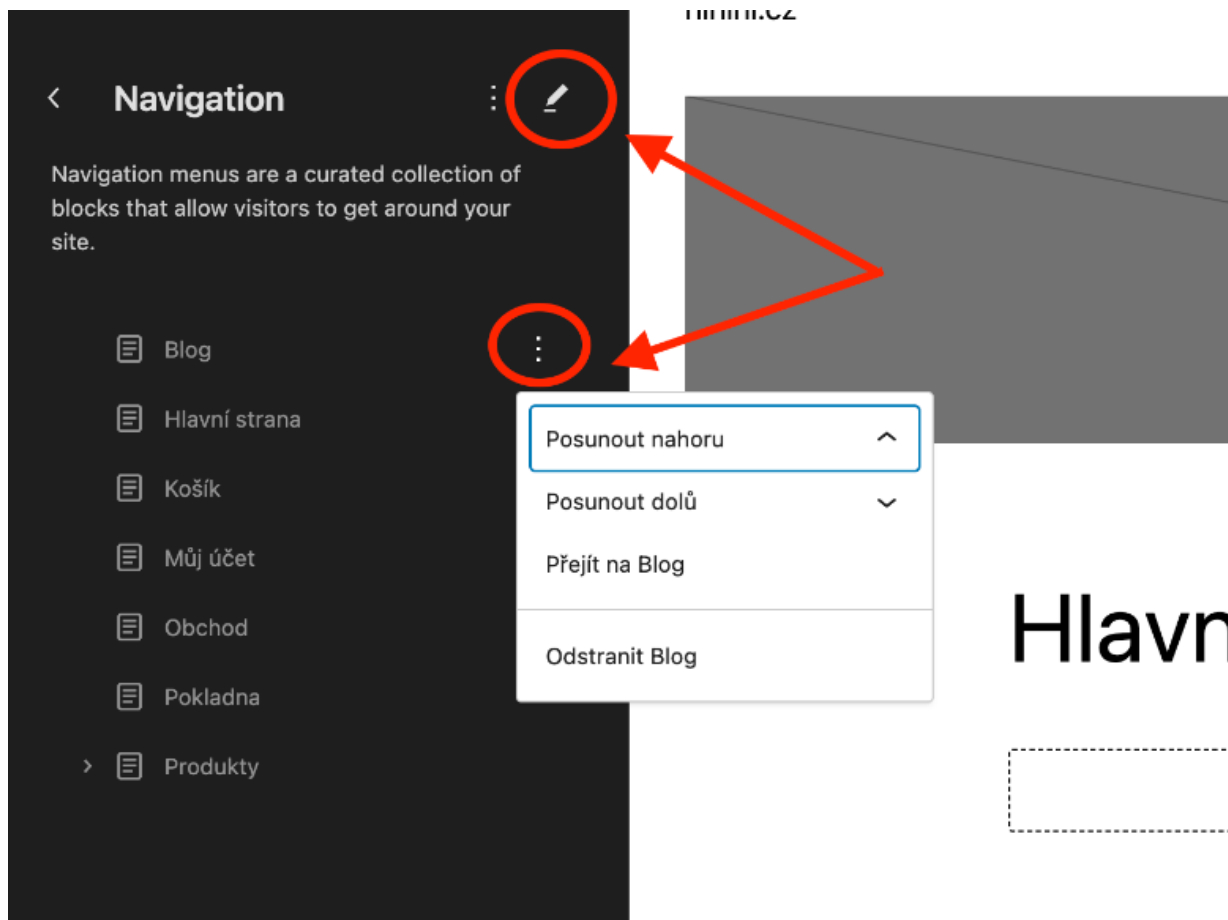 Navigation
Navigation menus are a curated collection of
blocks that allow visitors to get around your
site.
Blog
Hlavní strana
Košík
Můj účet
Obchod
Pokladna
Produkty
Posunout nahoru
Posunout dolů
Přejít na Blog
Odstranit Blog
Hlavn